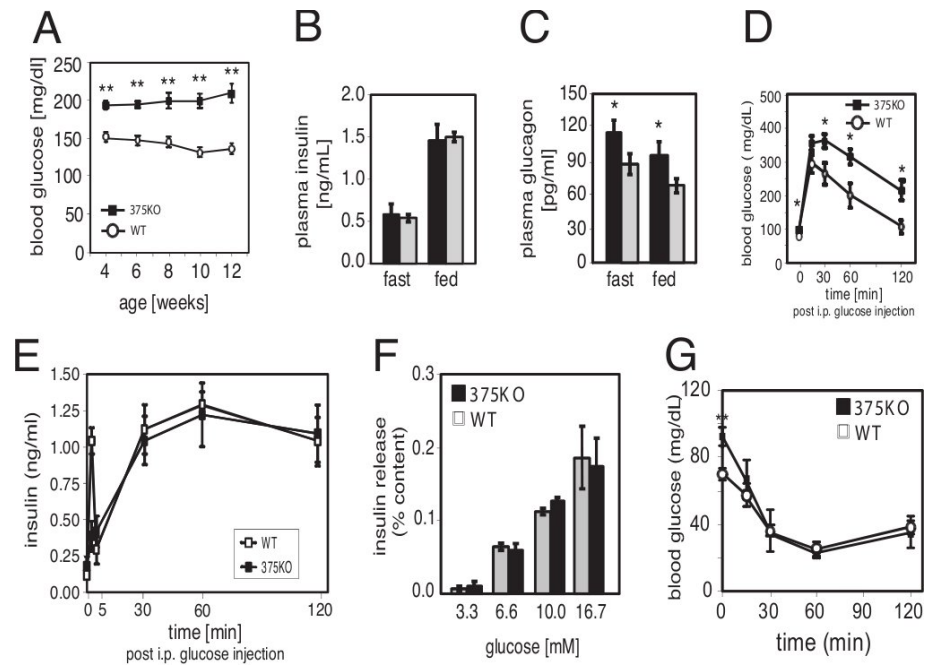 A
blood glucose [mg/dl]
250
200
150
100
50
0
** ** ** ** **
375KO
WT
4 6 8 10 12
age [weeks]
B
plasma insulin
[ng/mL]
2.0
1.5
1.0
0.5
0.0
fast fed
C
plasma glucagon
[pg/ml]
150
120
90
60
30
0
* *
fast fed
D
blood glucose ( mg/dL)
500
400
300
200
100
0
* * * *
375KO
WT
0 30 60 120
time [min]
post i.p. glucose injection
E
insulin (ng/ml)
1.50
1.25
1.00
0.75
0.50
0.25
0.00
WT
375KO
0 5 30 60 120
time [min]
post i.p. glucose injection
F
insulin release
(% content)
0.3
0.2
0.1
0.0
375KO
WT
3.3 6.6 10.0 16.7
glucose [mM]
G
blood glucose (mg/dL)
120
80
40
0
**
375KO
WT
0 30 60 90 120
time (min)